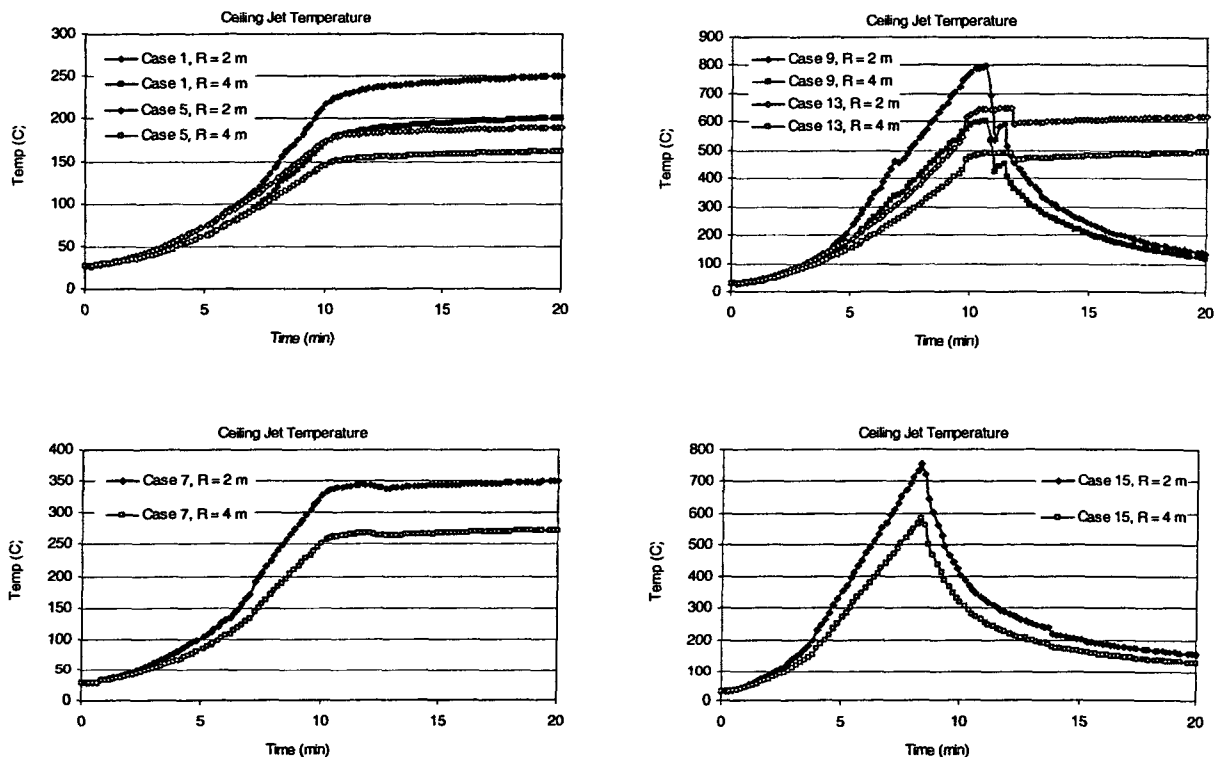 Ceiling Jet Temperature
300
250
200
150
100
50
0
Temp (C;
Case 1, R = 2 m
Case 1, R = 4 m
Case 5, R = 2 m
Case 5, R = 4 m
0 5 10 15 20
Time (min)
Ceiling Jet Temperature
900
800
700
600
500
400
300
200
100
0
Temp (C;
Case 9, R = 2 m
Case 9, R = 4 m
Case 13, R = 2 m
Case 13, R = 4 m
0 5 10 15 20
Time (min)
Ceiling Jet Temperature
400
350
300
250
200
150
100
50
0
Temp (C;
Case 7, R = 2 m
Case 7, R = 4 m
0 5 10 15 20
Time (min)
Ceiling Jet Temperature
800
700
600
500
400
300
200
100
0
Temp (C;
Case 15, R = 2 m
Case 15, R = 4 m
0 5 10 15 20
Time (min)